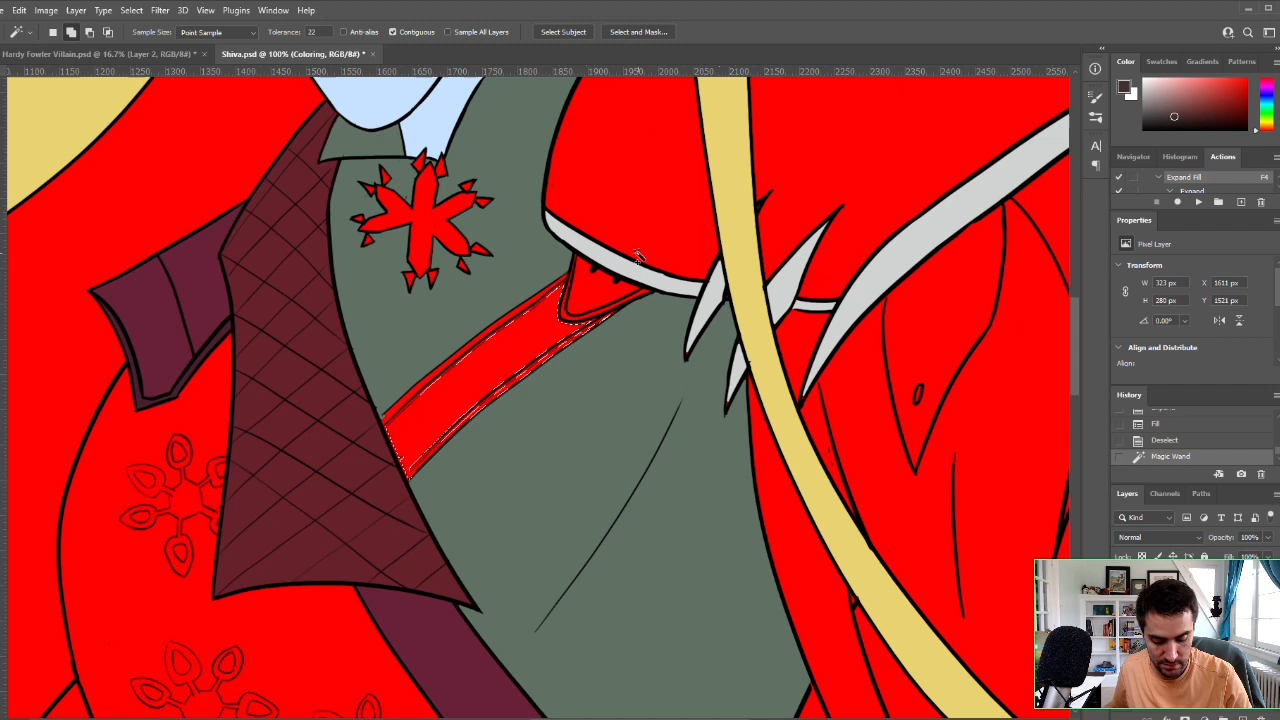 Edit Image Layer Type Select Filter 3D View Plugins Window Help
Sample Size: Point Sample Tolerance: 22 Anti-alias Contiguous Sample All Layers Select Subject Select and Mask...
Hardy Fowler Villain.psd @ 16.7% (Layer 2, RGB/8#) * × Shiva.psd @ 100% (Coloring, RGB/8#) * ×
1100 1150 1200 1250 1300 1350 1400 1450 1500 1550 1600 1650 1700 1750 1800 1850 1900 1950 2000 2050 2100 2150 2200 2250 2300 2350 2400 2450 2500 2550
Color Swatches Gradients Patterns
Navigator Histogram Actions
Expand Fill F4
Expand
Properties
Pixel Layer
Transform
W 323 px X 1611 px
H 280 px Y 1521 px
0.00°
Align and Distribute
Align:
History
Fill
Deselect
Magic Wand
Layers Channels Paths
Kind
Normal Opacity: 100%
Lock: Fill: 100%